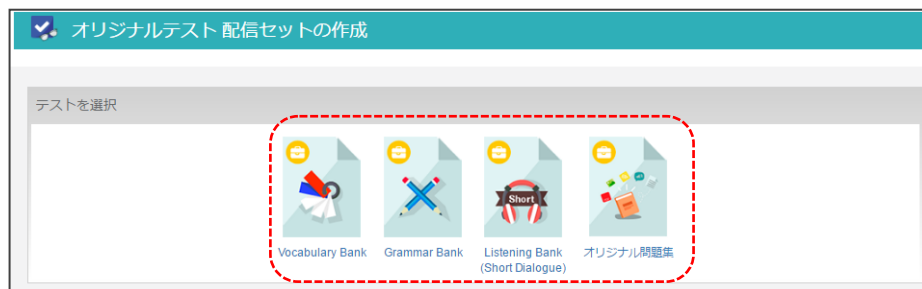 オリジナルテスト 配信セットの作成
テストを選択
Short
Vocabulary Bank
Grammar Bank
Listening Bank
(Short Dialogue)
オリジナル問題集